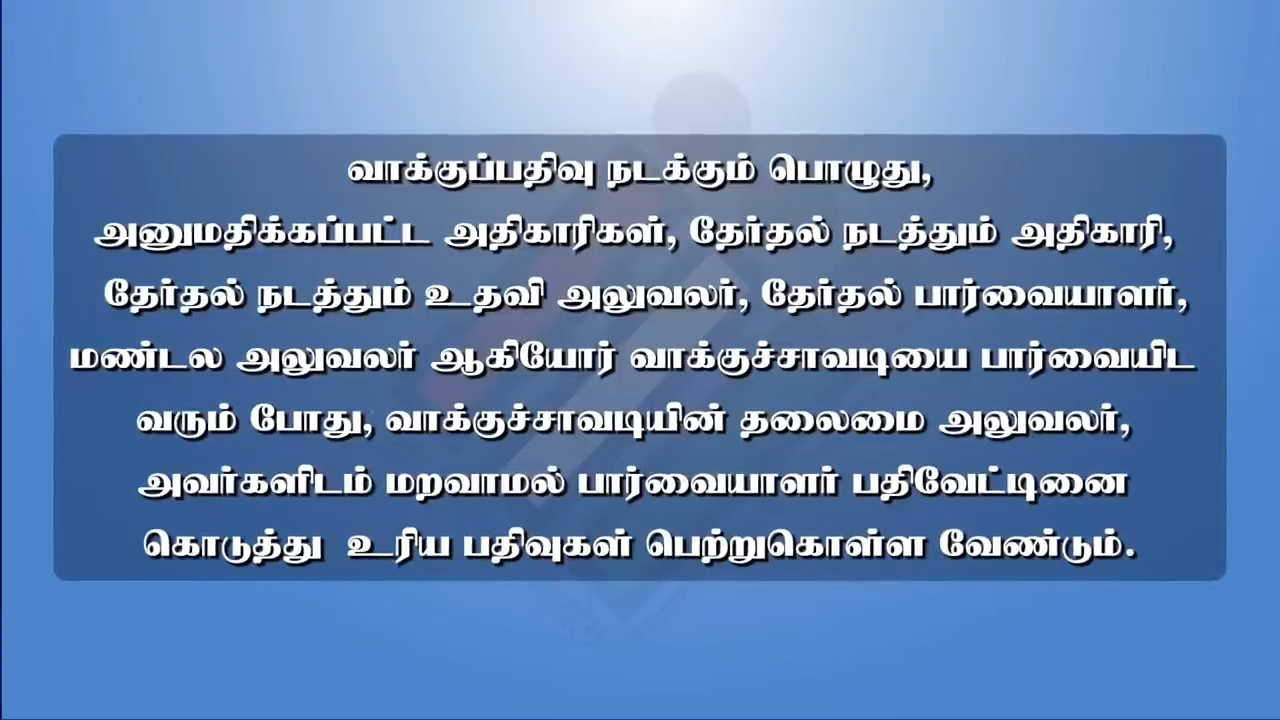 வாக்குப்பதிவு நடக்கும் பொழுது,
அனுமதிக்கப்பட்ட அதிகாரிகள், தேர்தல் நடத்தும் அதிகாரி,
தேர்தல் நடத்தும் உதவி அலுவலர், தேர்தல் பார்வையாளர்,
மண்டல அலுவலர் ஆகியோர் வாக்குச்சாவடியை பார்வையிட
வரும் போது, வாக்குச்சாவடியின் தலைமை அலுவலர்,
அவர்களிடம் மறவாமல் பார்வையாளர் பதிவேட்டினை
கொடுத்து உரிய பதிவுகள் பெற்றுகொள்ள வேண்டும்.